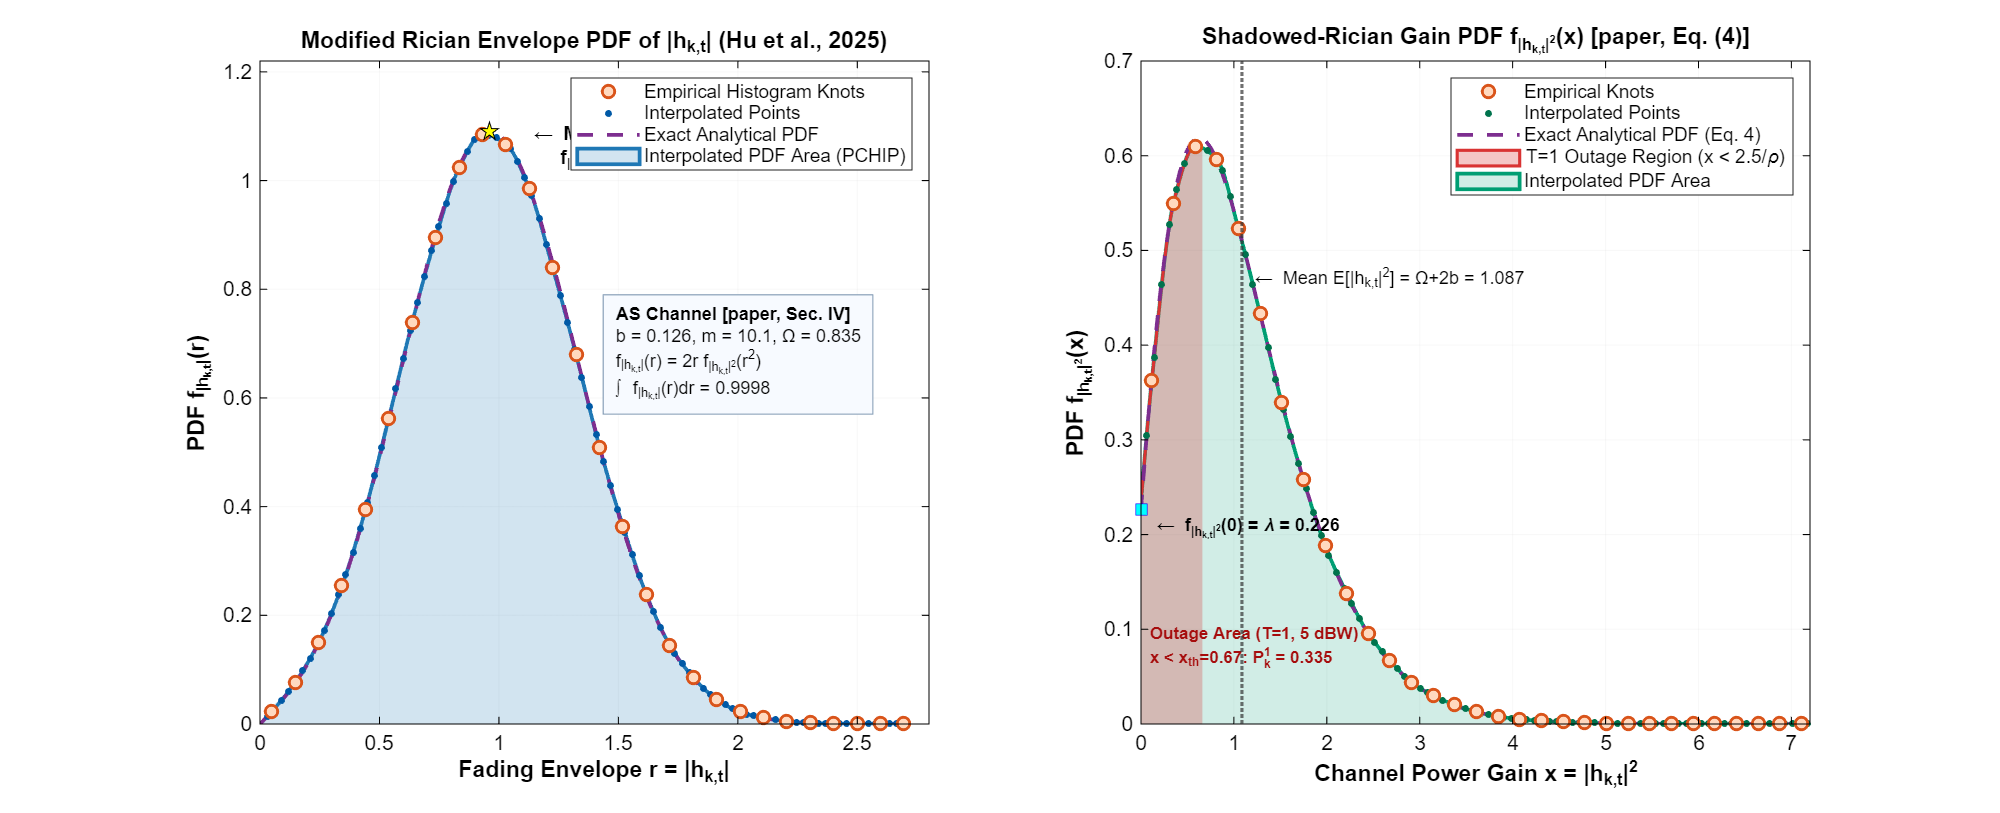 Modified Rician Envelope PDF of |hk,t| (Hu et al., 2025)
1.2
1
0.8
0.6
0.4
0.2
0
PDF f|hk,t|(r)
0 0.5 1 1.5 2 2.5
Fading Envelope r = |hk,t|
Empirical Histogram Knots
Interpolated Points
Exact Analytical PDF
Interpolated PDF Area (PCHIP)
←
AS Channel [paper, Sec. IV]
b = 0.126, m = 10.1, Ω = 0.835
f|hk,t|(r) = 2r f|hk,t|²(r²)
∫ f|hk,t|(r)dr = 0.9998
Shadowed-Rician Gain PDF f|hk,t|²(x) [paper, Eq. (4)]
0.7
0.6
0.5
0.4
0.3
0.2
0.1
0
PDF f|hk,t|²(x)
0 1 2 3 4 5 6 7
Channel Power Gain x = |hk,t|²
Empirical Knots
Interpolated Points
Exact Analytical PDF (Eq. 4)
T=1 Outage Region (x < 2.5/ρ)
Interpolated PDF Area
← Mean E[|hk,t|²] = Ω+2b = 1.087
← f|hk,t|²(0) = λ = 0.226
Outage Area (T=1, 5 dBW)
x < xth=0.67: P¹k = 0.335